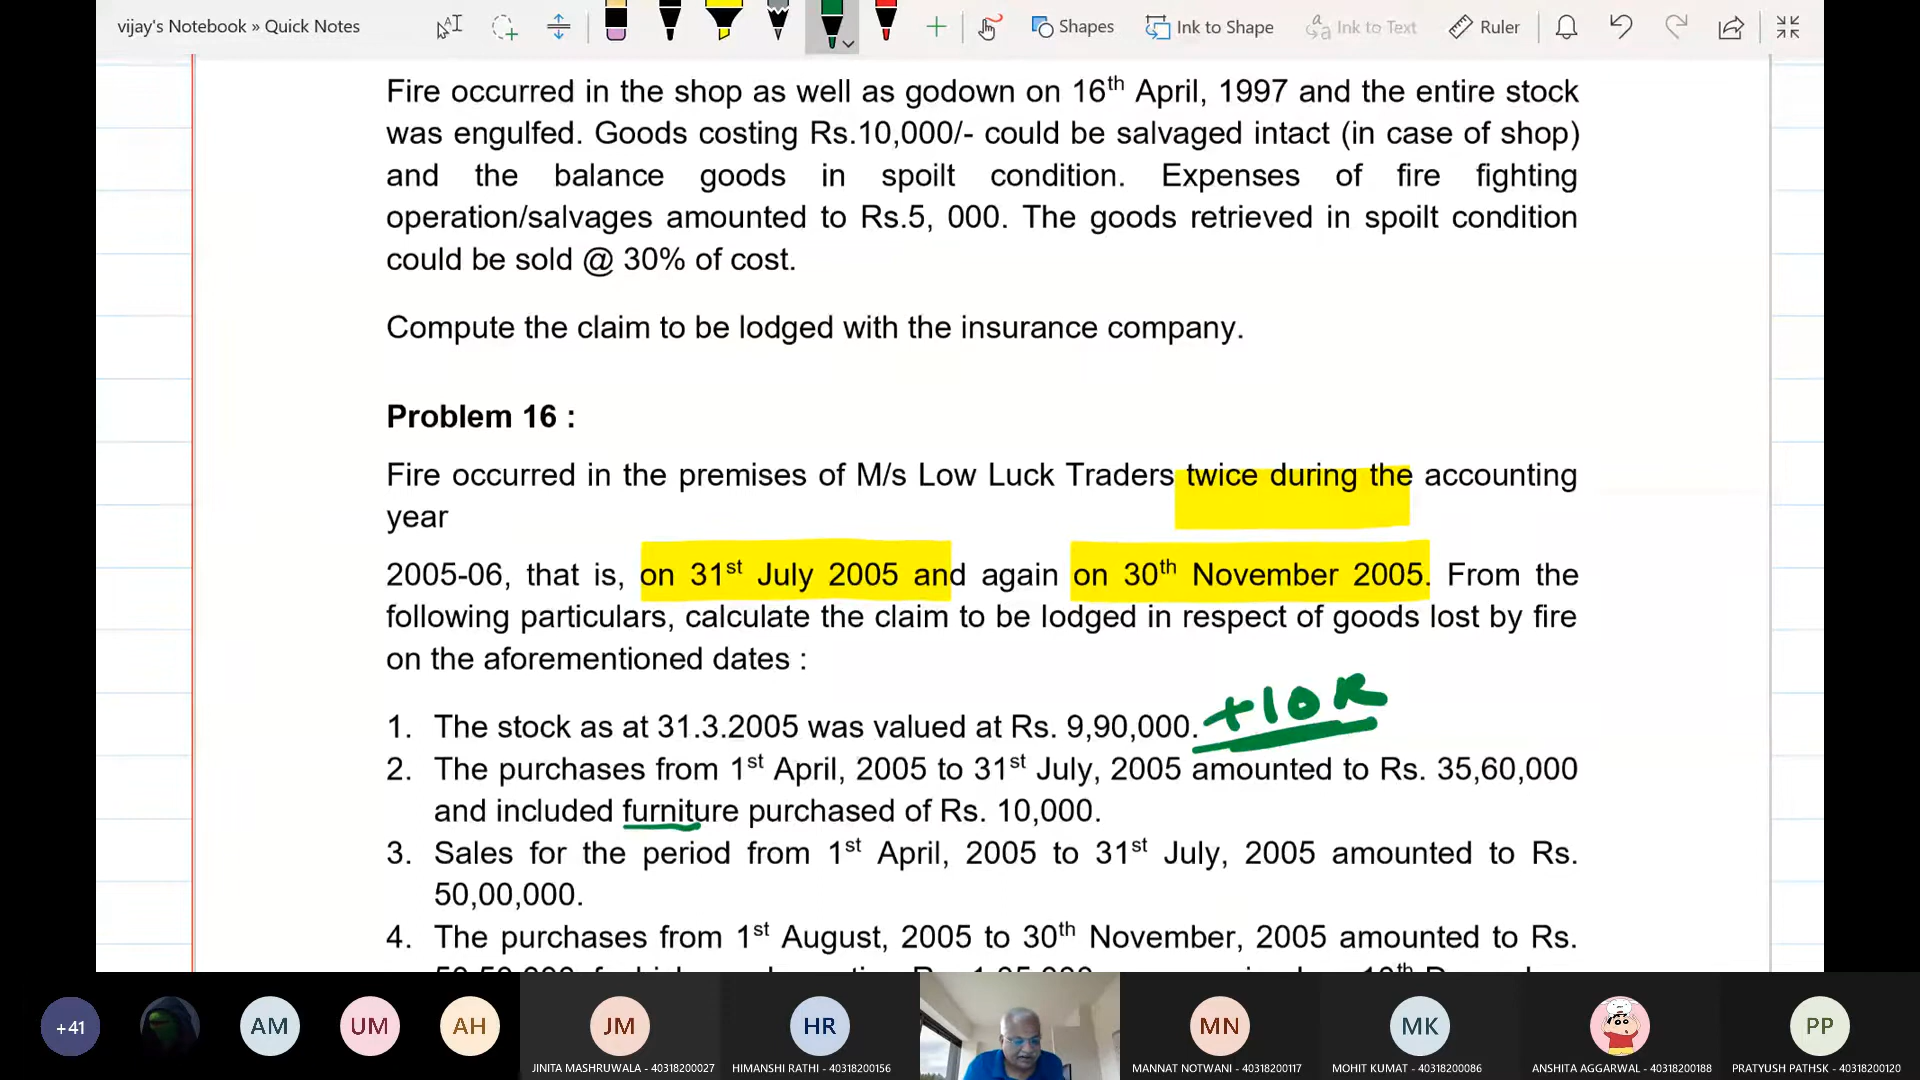 vijay's Notebook » Quick Notes
Shapes
Ink to Shape
Ink to Text
Ruler
Fire occurred in the shop as well as godown on 16th April, 1997 and the entire stock
was engulfed. Goods costing Rs.10,000/- could be salvaged intact (in case of shop)
and the balance goods in spoilt condition. Expenses of fire fighting
operation/salvages amounted to Rs.5, 000. The goods retrieved in spoilt condition
could be sold @ 30% of cost.
Compute the claim to be lodged with the insurance company.
Problem 16 :
Fire occurred in the premises of M/s Low Luck Traders twice during the accounting
year
2005-06, that is, on 31st July 2005 and again on 30th November 2005. From the
following particulars, calculate the claim to be lodged in respect of goods lost by fire
on the aforementioned dates :
+10K
1. The stock as at 31.3.2005 was valued at Rs. 9,90,000.
2. The purchases from 1st April, 2005 to 31st July, 2005 amounted to Rs. 35,60,000
and included furniture purchased of Rs. 10,000.
3. Sales for the period from 1st April, 2005 to 31st July, 2005 amounted to Rs.
50,00,000.
4. The purchases from 1st August, 2005 to 30th November, 2005 amounted to Rs.
+41
AM
UM
AH
JM
HR
MN
MK
PP
JINITA MASHRUWALA - 40318200027
HIMANSHI RATHI - 40318200156
MANNAT NOTWANI - 40318200117
MOHIT KUMAT - 40318200086
ANSHITA AGGARWAL - 40318200188
PRATYUSH PATHSK - 40318200120